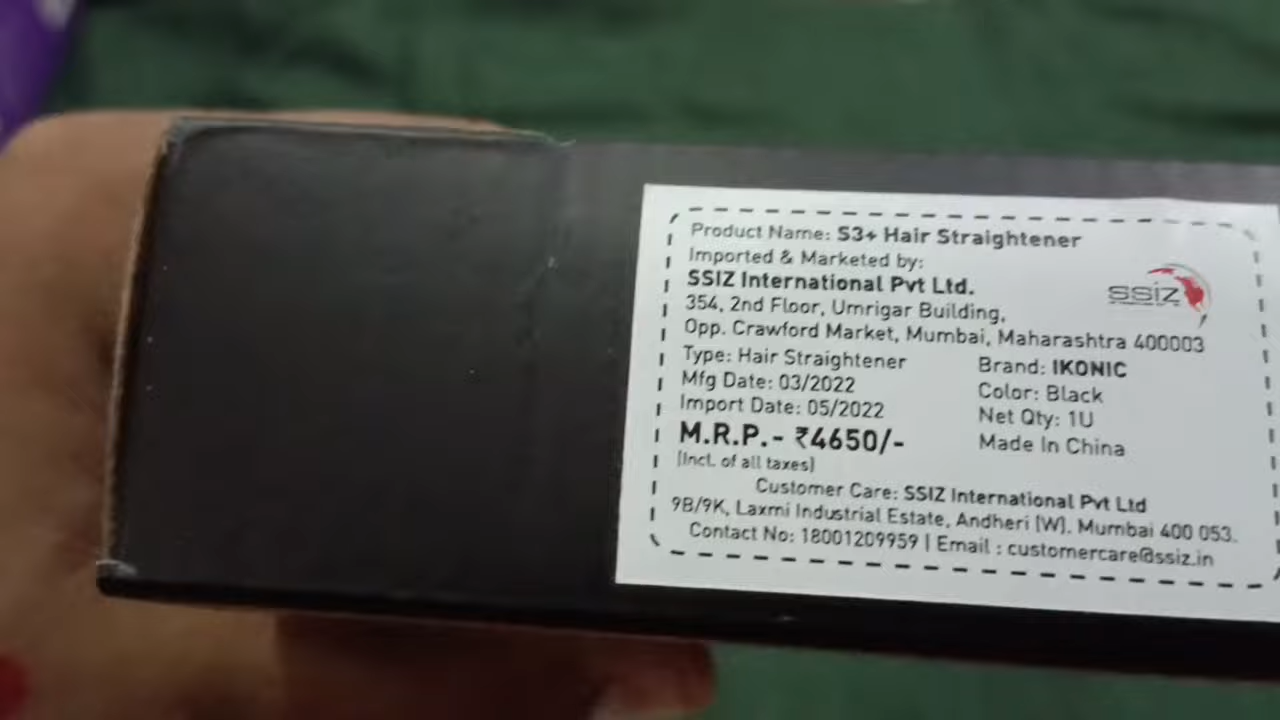 Product Name: S3+ Hair Straightener
Imported & Marketed by:
SSIZ International Pvt Ltd.
SSIZ
354, 2nd Floor, Umrigar Building,
Opp. Crawford Market, Mumbai, Maharashtra 400003
Type: Hair Straightener
Brand: IKONIC
Mfg Date: 03/2022
Color: Black
Import Date: 05/2022
Net Qty: 1U
M.R.P.- ₹4650/-
Made In China
(Incl. of all taxes)
Customer Care: SSIZ International Pvt Ltd
9B/9K, Laxmi Industrial Estate, Andheri (W). Mumbai 400 053.
Contact No: 18001209959 | Email : customercare@ssiz.in